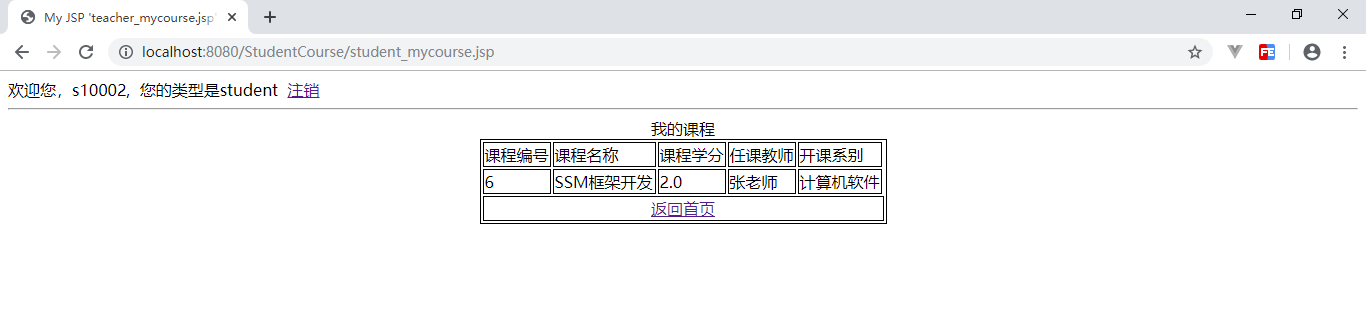 My JSP 'teacher_mycourse.jsp'
localhost:8080/StudentCourse/student_mycourse.jsp
欢迎您，s10002，您的类型是student 注销
我的课程
课程编号 课程名称 课程学分 任课教师 开课系别
6 SSM框架开发 2.0 张老师 计算机软件
返回首页